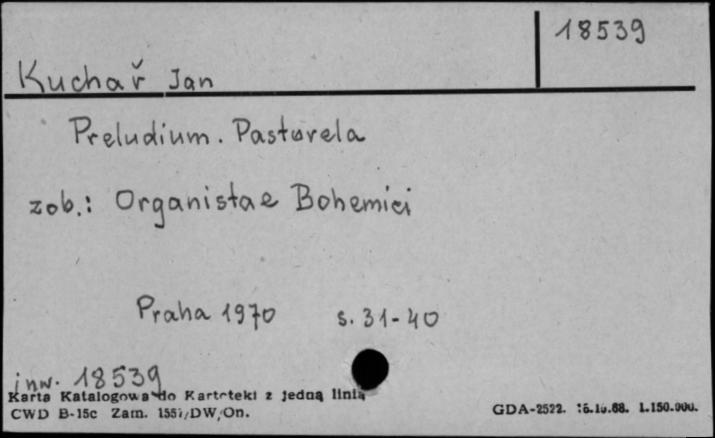 18539
Kuchař Jan
Preludium. Pastorela
zob.: Organistae Bohemici
Praha 1970 s. 31-40
inw. 18539
Karta Katalogowa do Kartoteki z jedną linią
CWD B-15c Zam. 1551/DW/On.
GDA-2522. 15.10.68. 1.150.000.